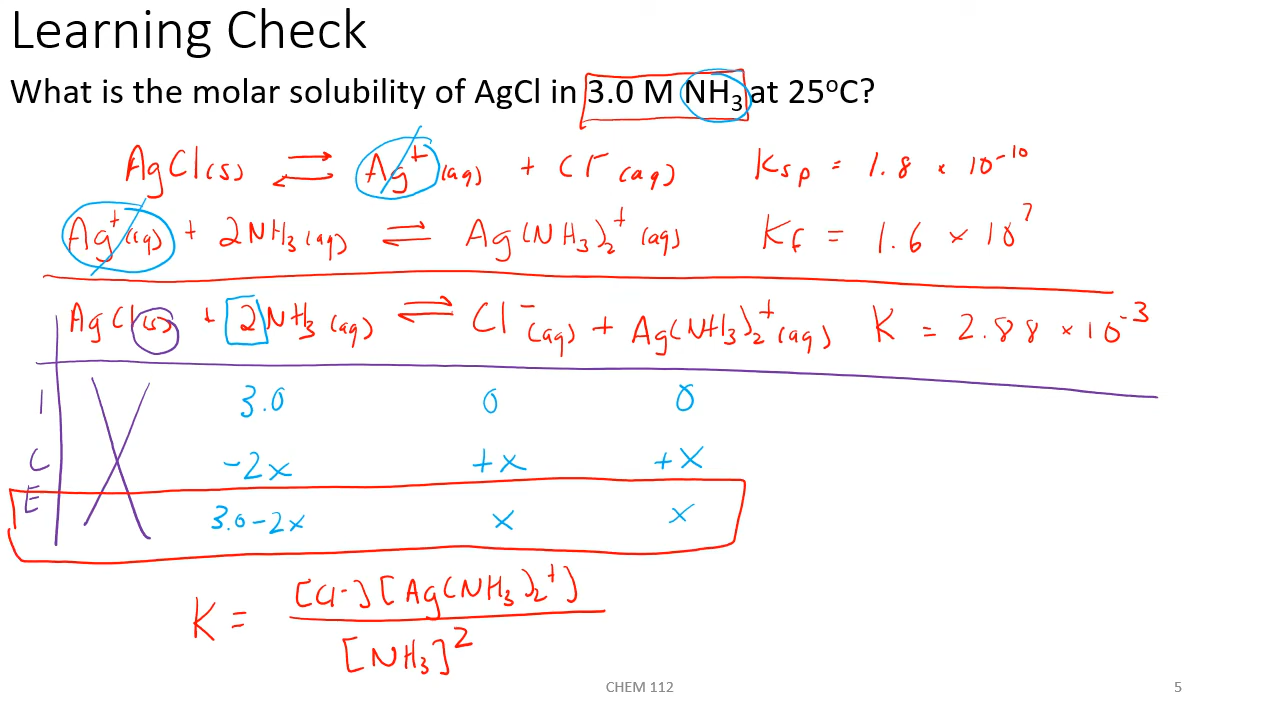 Learning Check
What is the molar solubility of AgCl in 3.0 M NH₃ at 25°C?
AgCl(s) ⇌ Ag⁺(aq) + Cl⁻(aq) Ksp = 1.8 × 10⁻¹⁰
Ag⁺(aq) + 2NH₃(aq) ⇌ Ag(NH₃)₂⁺(aq) Kf = 1.6 × 10⁷
AgCl(s) + 2NH₃(aq) ⇌ Cl⁻(aq) + Ag(NH₃)₂⁺(aq) K = 2.88 × 10⁻³
I 3.0 0 0
C -2x +x +x
E 3.0-2x x x
K = [Cl⁻][Ag(NH₃)₂⁺]
[NH₃]²
CHEM 112 5